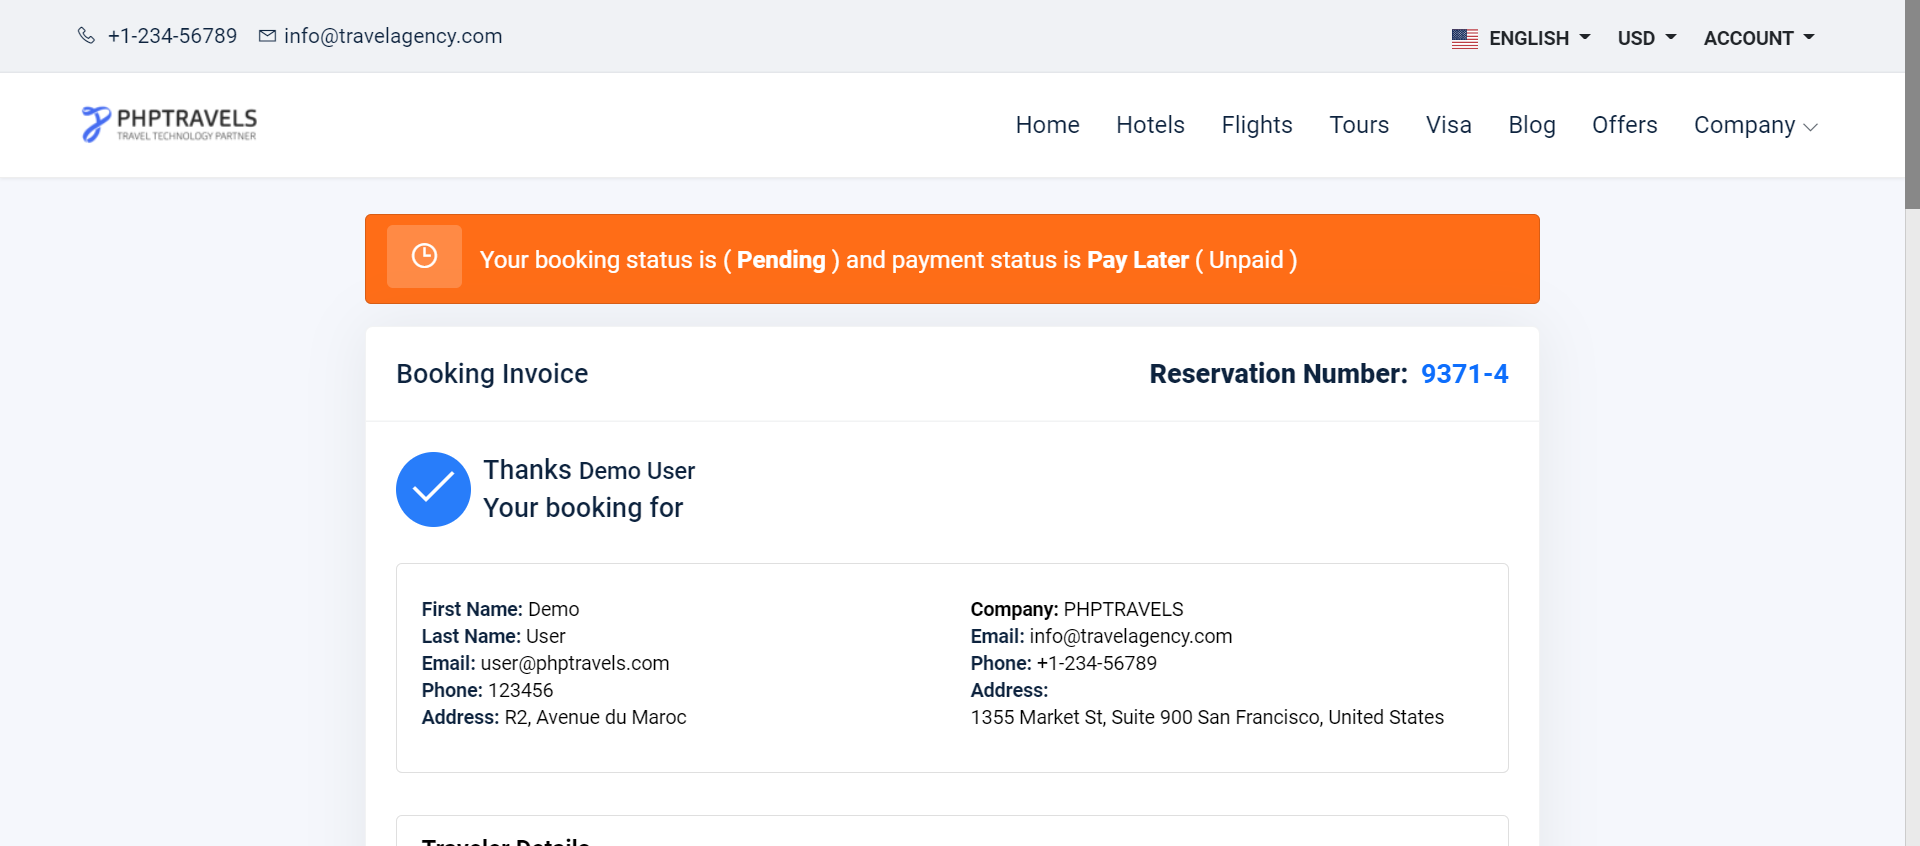 +1-234-56789 info@travelagency.com ENGLISH USD ACCOUNT
PHPTRAVELS
TRAVEL TECHNOLOGY PARTNER
Home Hotels Flights Tours Visa Blog Offers Company
Your booking status is ( Pending ) and payment status is Pay Later ( Unpaid )
Booking Invoice
Reservation Number: 9371-4
Thanks Demo User
Your booking for
First Name: Demo
Last Name: User
Email: user@phptravels.com
Phone: 123456
Address: R2, Avenue du Maroc
Company: PHPTRAVELS
Email: info@travelagency.com
Phone: +1-234-56789
Address:
1355 Market St, Suite 900 San Francisco, United States
Traveler Details